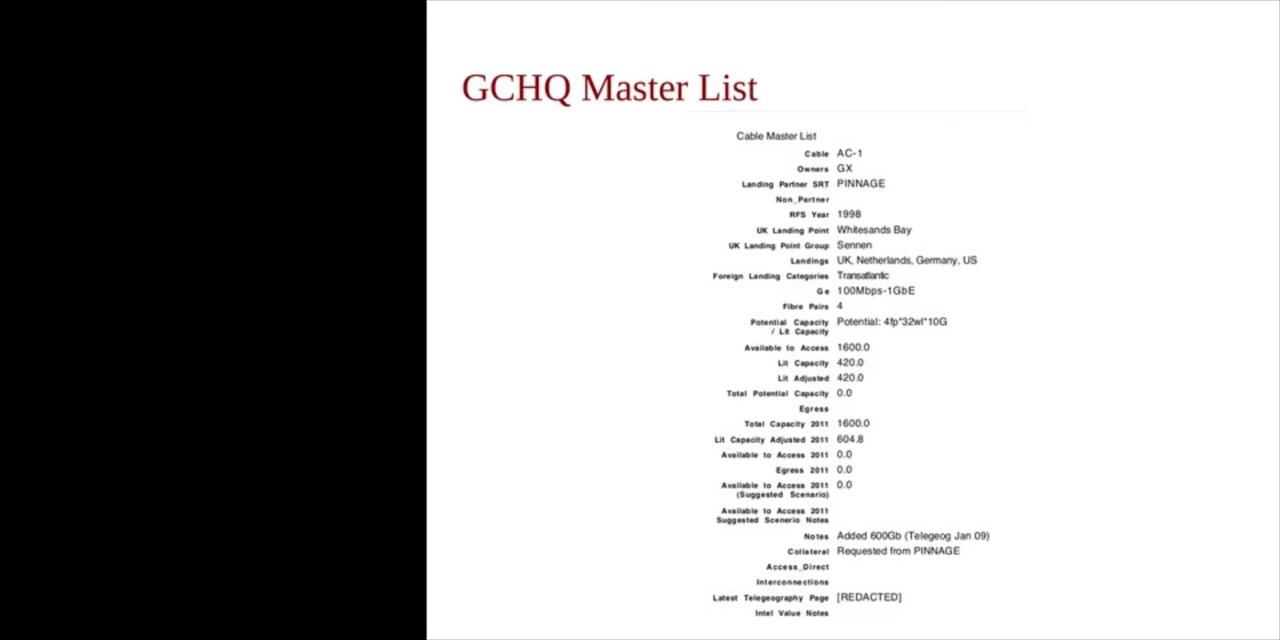 GCHQ Master List
Cable Master List
Cable AC-1
Owners GX
Landing Partner SRT PINNAGE
Non_Partner
RFS Year 1998
UK Landing Point Whitesands Bay
UK Landing Point Group Sennen
Landings UK, Netherlands, Germany, US
Foreign Landing Categories Transatlantic
Ge 100Mbps-1GbE
Fibre Pairs 4
Potential Capacity Potential: 4fp*32wl*10G
/ Lit Capacity
Available to Access 1600.0
Lit Capacity 420.0
Lit Adjusted 420.0
Total Potential Capacity 0.0
Egress
Total Capacity 2011 1600.0
Lit Capacity Adjusted 2011 604.8
Available to Access 2011 0.0
Egress 2011 0.0
Available to Access 2011 0.0
(Suggested Scenario)
Available to Access 2011
Suggested Scenerio Notes
Notes Added 600Gb (Telegeog Jan 09)
Collateral Requested from PINNAGE
Access_Direct
Interconnections
Latest Telegeography Page [REDACTED]
Intel Value Notes